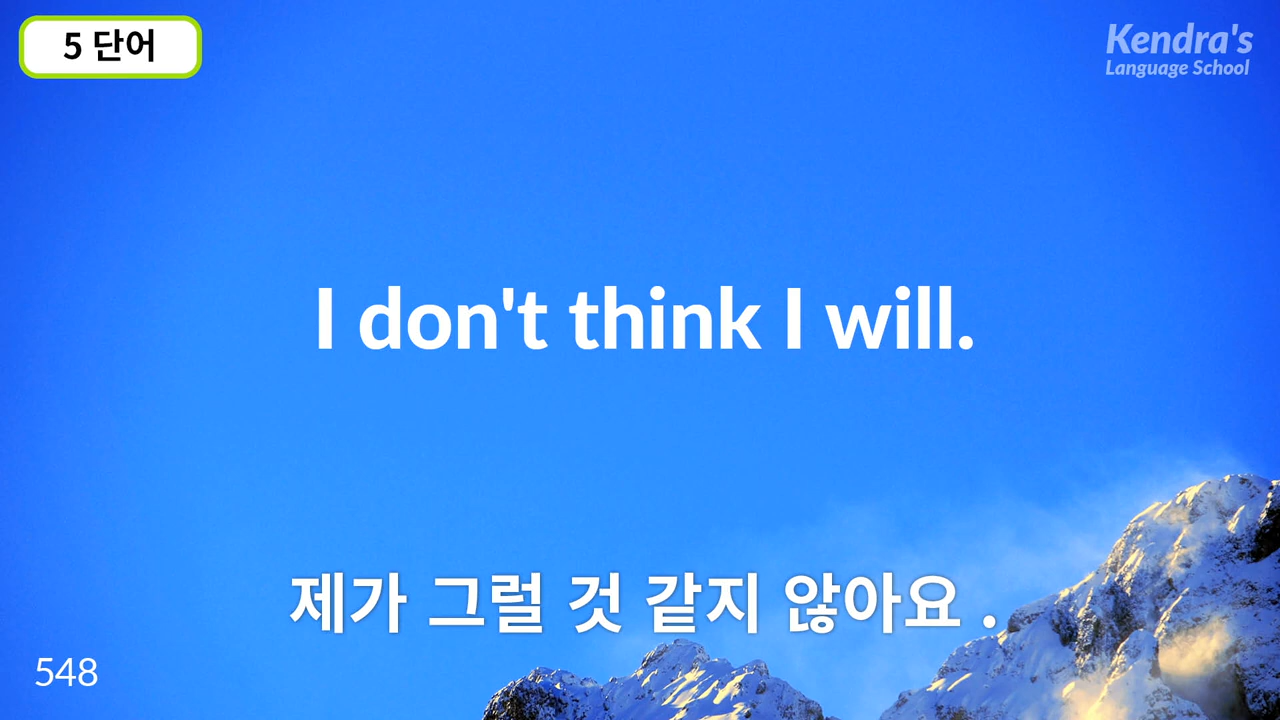 5 단어
Kendra's
Language School
I don't think I will.
제가 그럴 것 같지 않아요 .
548